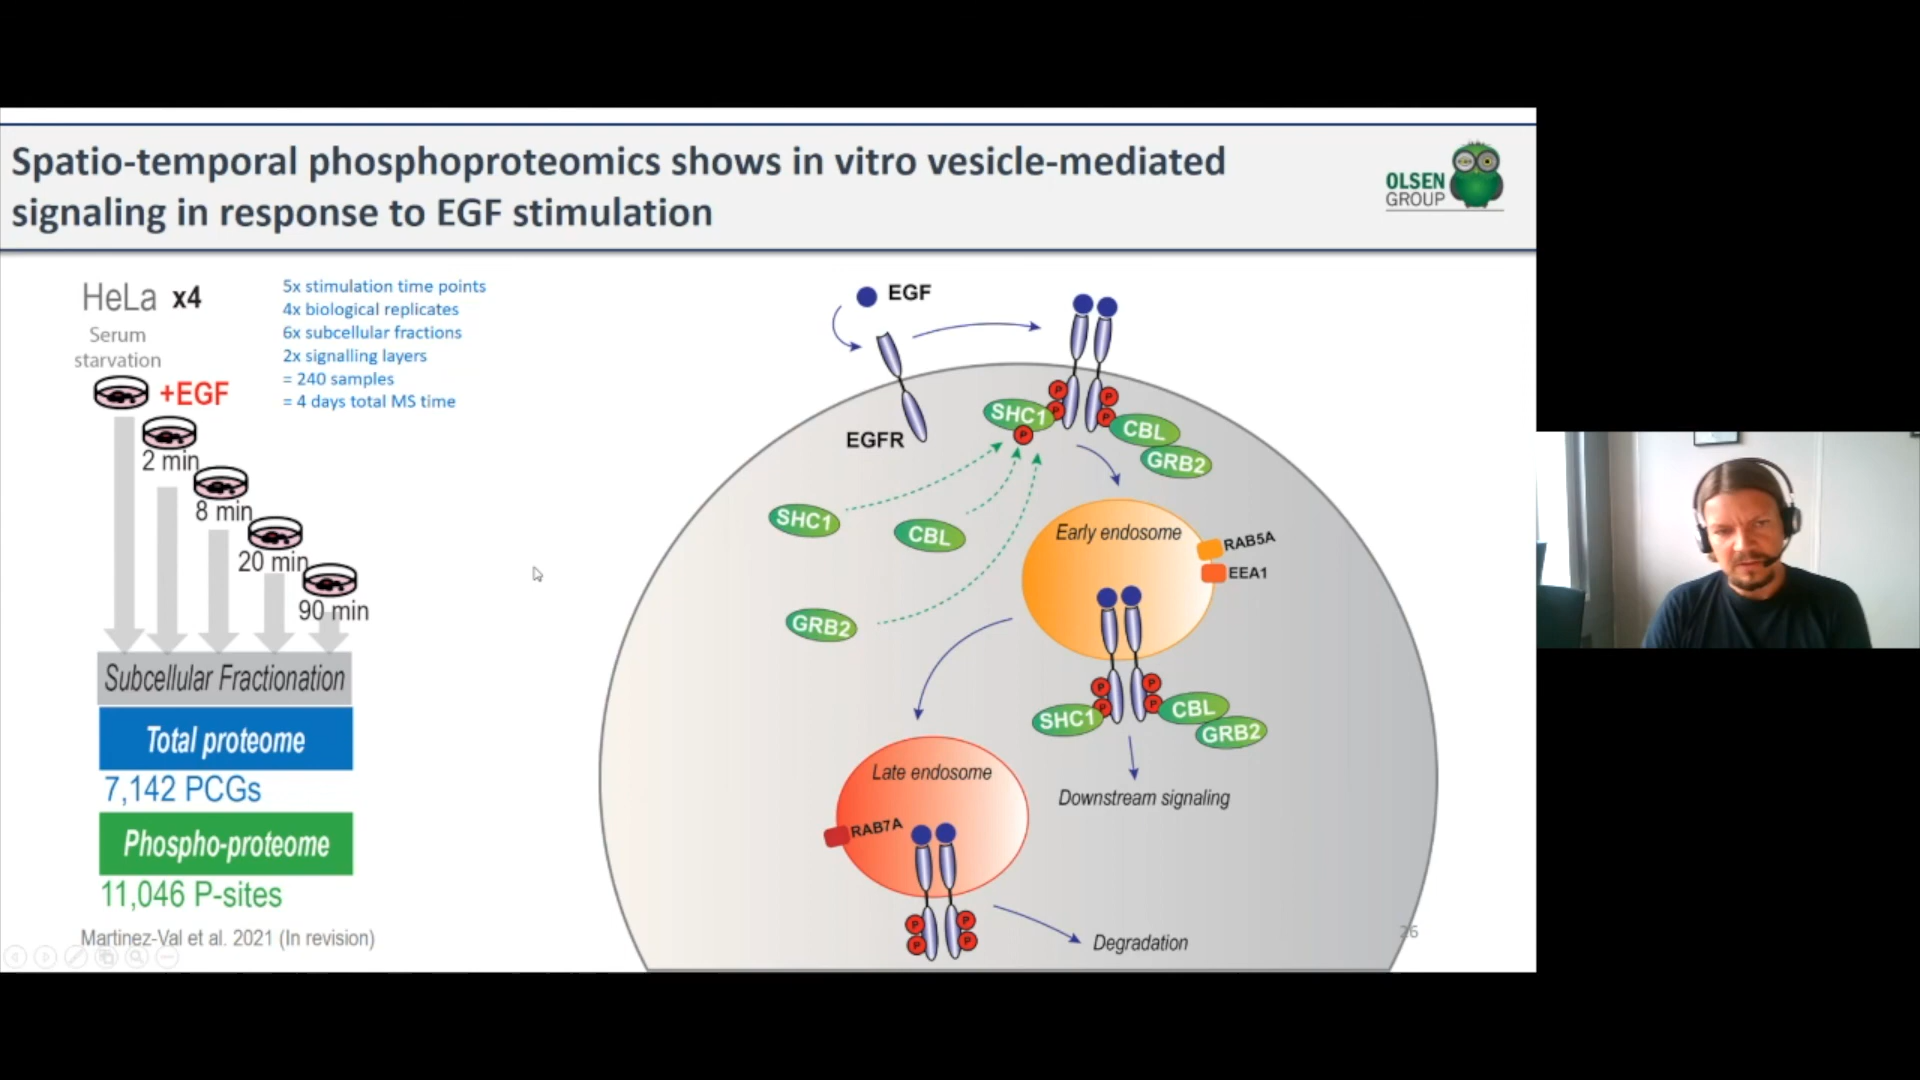 Spatio-temporal phosphoproteomics shows in vitro vesicle-mediated
signaling in response to EGF stimulation
OLSEN
GROUP
HeLa x4
Serum
starvation
+EGF
2 min
8 min
20 min
90 min
Subcellular Fractionation
Total proteome
7,142 PCGs
Phospho-proteome
11,046 P-sites
Martinez-Val et al. 2021 (In revision)
5x stimulation time points
4x biological replicates
6x subcellular fractions
2x signalling layers
= 240 samples
= 4 days total MS time
EGF
EGFR
P
P
P
P
P
SHC1
CBL
GRB2
SHC1
CBL
GRB2
Early endosome
RAB5A
EEA1
P
P
P
P
SHC1
CBL
GRB2
Downstream signaling
Late endosome
RAB7A
P
P
P
P
Degradation
26